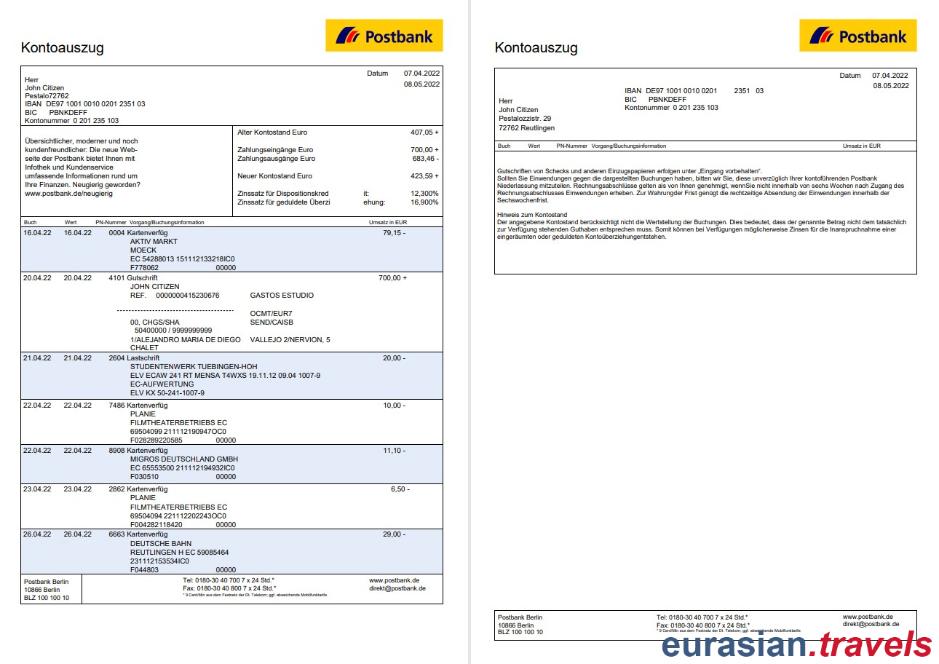 Kontoauszug
Postbank
Datum 07.04.2022
08.05.2022
Herr
John Citizen
Pestalo72762
IBAN DE97 1001 0010 0201 2351 03
BIC PBNKDEFF
Kontonummer 0 201 235 103
Übersichtlicher, moderner und noch
kundenfreundlicher: Die neue Web-
seite der Postbank bietet Ihnen mit
Infothek und Kundenservice
umfassende Informationen rund um
Ihre Finanzen. Neugierig geworden?
www.postbank.de/neugierig
Alter Kontostand Euro 407,05 +
Zahlungseingänge Euro 700,00 +
Zahlungsausgänge Euro 683,46 -
Neuer Kontostand Euro 423,59 +
Zinssatz für Dispositionskred it: 12,300%
Zinssatz für geduldete Überzi ehung: 16,900%
Buch Wert PN-Nummer Vorgang/Buchungsinformation Umsatz in EUR
16.04.22 16.04.22 0004 Kartenverfüg 79,15 -
AKTIV MARKT
MOECK
EC 54288013 151112133218IC0
F778062 00000
20.04.22 20.04.22 4101 Gutschrift 700,00 +
JOHN CITIZEN
REF. 0000000415230676 GASTOS ESTUDIO
OCMT/EUR7
00, CHGS/SHA SEND/CAISB
50400000 / 9999999999
1/ALEJANDRO MARIA DE DIEGO VALLEJO 2/NERVION, 5
CHALET
21.04.22 21.04.22 2604 Lastschrift 20,00 -
STUDENTENWERK TUEBINGEN-HOH
ELV ECAW 241 RT MENSA T4WXS 19.11.12 09.04 1007-9
EC-AUFWERTUNG
ELV KX 50-241-1007-9
22.04.22 22.04.22 7486 Kartenverfüg 10,00 -
PLANIE
FILMTHEATERBETRIEBS EC
69504099 211112190947OC0
F028289220585 00000
22.04.22 22.04.22 8908 Kartenverfüg 11,10 -
MIGROS DEUTSCHLAND GMBH
EC 65553500 211112194932IC0
F030510 00000
23.04.22 23.04.22 2862 Kartenverfüg 6,50 -
PLANIE
FILMTHEATERBETRIEBS EC
69504094 221112202243OC0
F004282118420 00000
26.04.22 26.04.22 6663 Kartenverfüg 29,00 -
DEUTSCHE BAHN
REUTLINGEN H EC 59085464
231112153534IC0
F044803 00000
Postbank Berlin
10866 Berlin
BLZ 100 100 10
Tel: 0180-30 40 700 7 x 24 Std.*
Fax: 0180-30 40 800 7 x 24 Std.*
* 9 Cent/Min aus dem Festnetz der Dt. Telekom; ggf. abweichende Mobilfunktarife
www.postbank.de
direkt@postbank.de
Kontoauszug
Postbank
Datum 07.04.2022
08.05.2022
IBAN DE97 1001 0010 0201 2351 03
BIC PBNKDEFF
Kontonummer 0 201 235 103
Herr
John Citizen
Pestalozzistr. 29
72762 Reutlingen
Buch Wert PN-Nummer Vorgang/Buchungsinformation Umsatz in EUR
Gutschriften von Schecks und anderen Einzugspapieren erfolgen unter „Eingang vorbehalten“.
Sollten Sie Einwendungen gegen die dargestellten Buchungen haben, bitten wir Sie, diese unverzüglich Ihrer kontoführenden Postbank
Niederlassung mitzuteilen. Rechnungsabschlüsse gelten als von Ihnen genehmigt, wennSie nicht innerhalb von sechs Wochen nach Zugang des
Rechnungsabschlusses Einwendungen erheben. Zur Wahrungder Frist genügt die rechtzeitige Absendung der Einwendungen innerhalb der
Sechswochenfrist.
Hinweis zum Kontostand
Der angegebene Kontostand berücksichtigt nicht die Wertstellung der Buchungen. Dies bedeutet, dass der genannte Betrag nicht dem tatsächlich
zur Verfügung stehenden Guthaben entsprechen muss. Somit können bei Verfügungen möglicherweise Zinsen für die Inanspruchnahme einer
eingeräumten oder geduldeten Kontoüberziehungentstehen.
Postbank Berlin
10866 Berlin
BLZ 100 100 10
Tel: 0180-30 40 700 7 x 24 Std.*
Fax: 0180-30 40 800 7 x 24 Std.*
* 9 Cent/Min aus dem Festnetz der Dt. Telekom; ggf. abweichende Mobilfunktarife
www.postbank.de
direkt@postbank.de
eurasian.travels